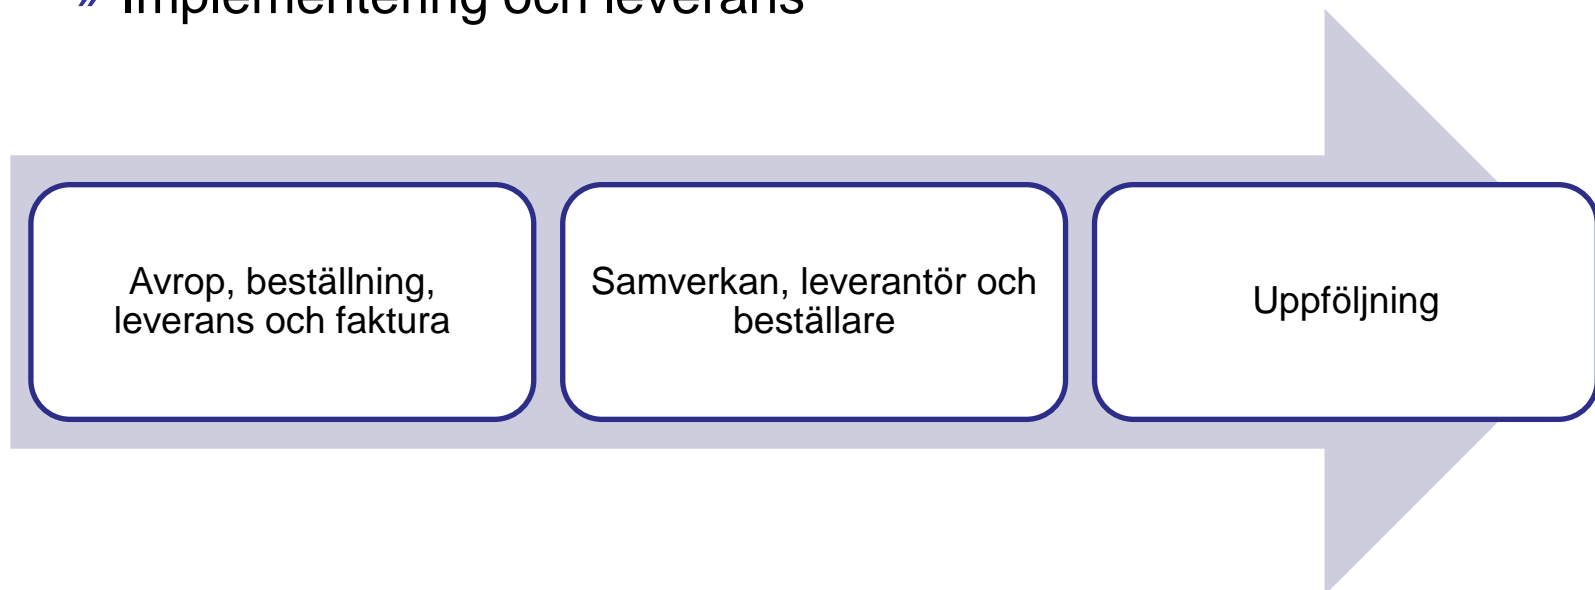 » Implementering och leverans
Avrop, beställning,
leverans och faktura
Samverkan, leverantör och
beställare
Uppföljning